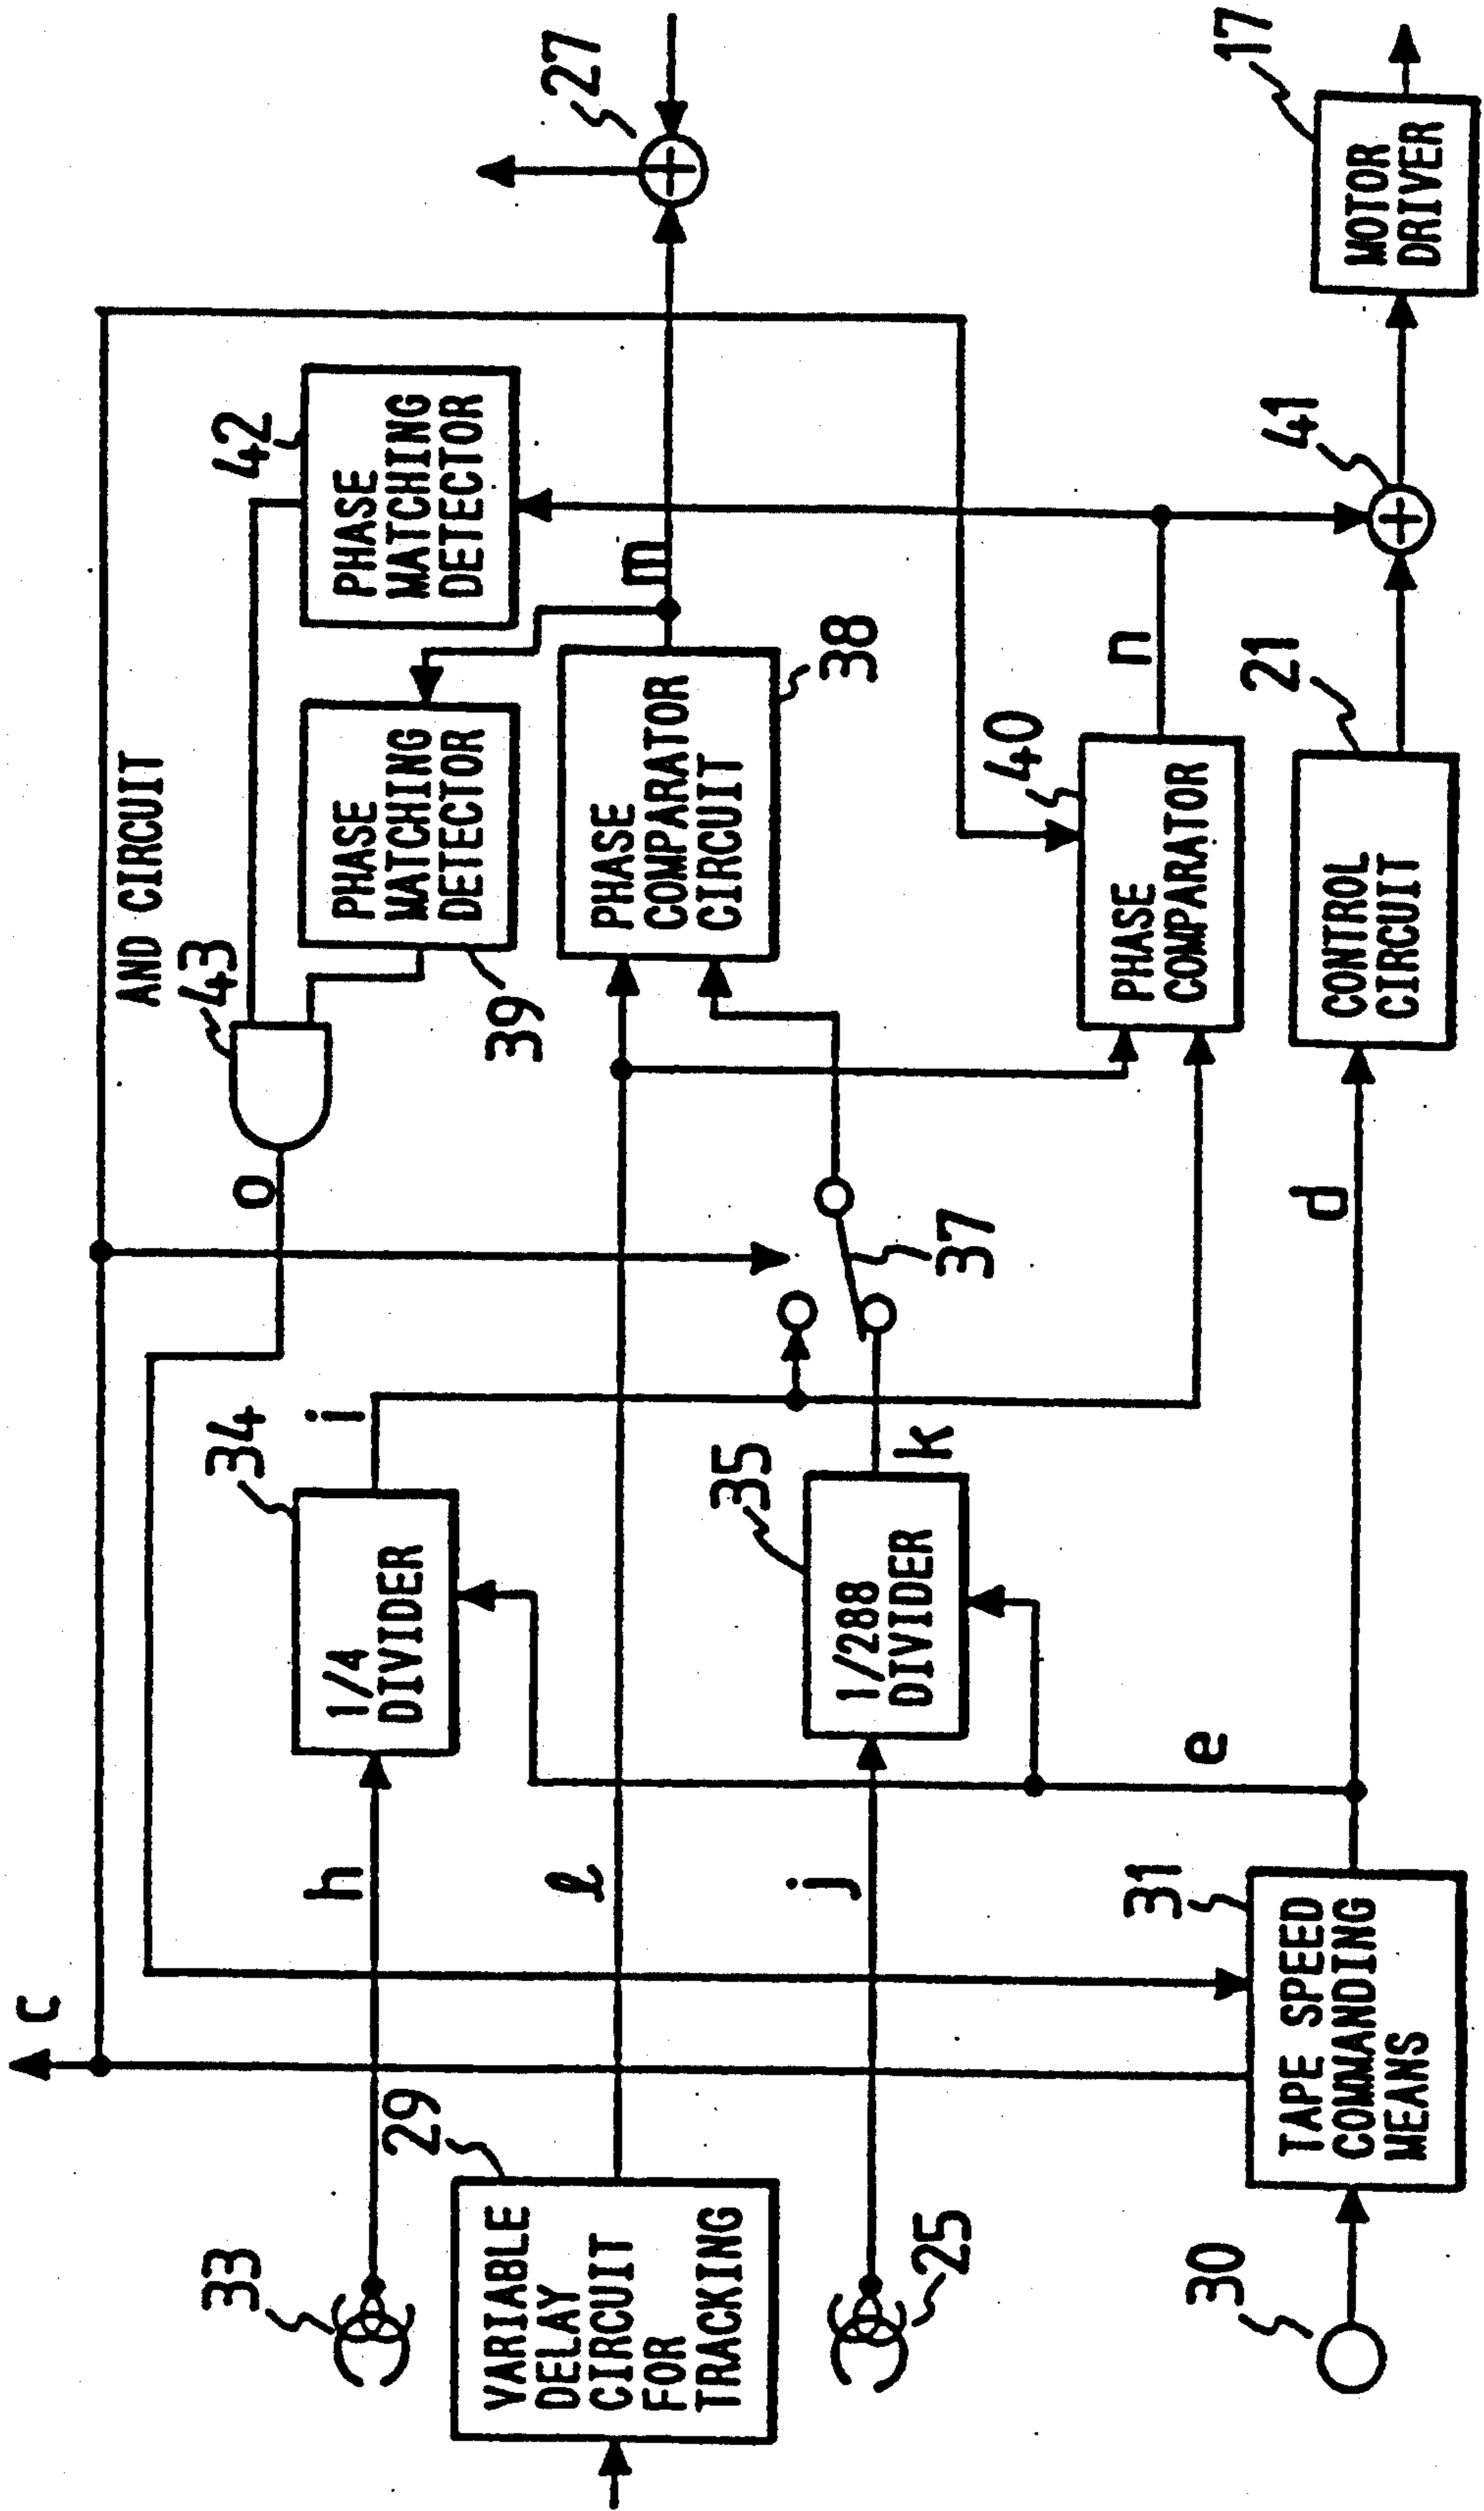 C
33
h
1/4
DIVIDER
34
i
o
43
AND CIRCUIT
PHASE
MATCHING
DETECTOR
39
PHASE
MATCHING
DETECTOR
42
27
29
VARIABLE
DELAY
CIRCUIT
FOR
TRACKING
ℓ
PHASE
COMPARATOR
CIRCUIT
38
m
25
j
1/288
DIVIDER
35
k
37
PHASE
COMPARATOR
40
n
30
TAPE SPEED
COMMANDING
MEANS
31
e
d
CONTROL
CIRCUIT
21
41
MOTOR
DRIVER
17